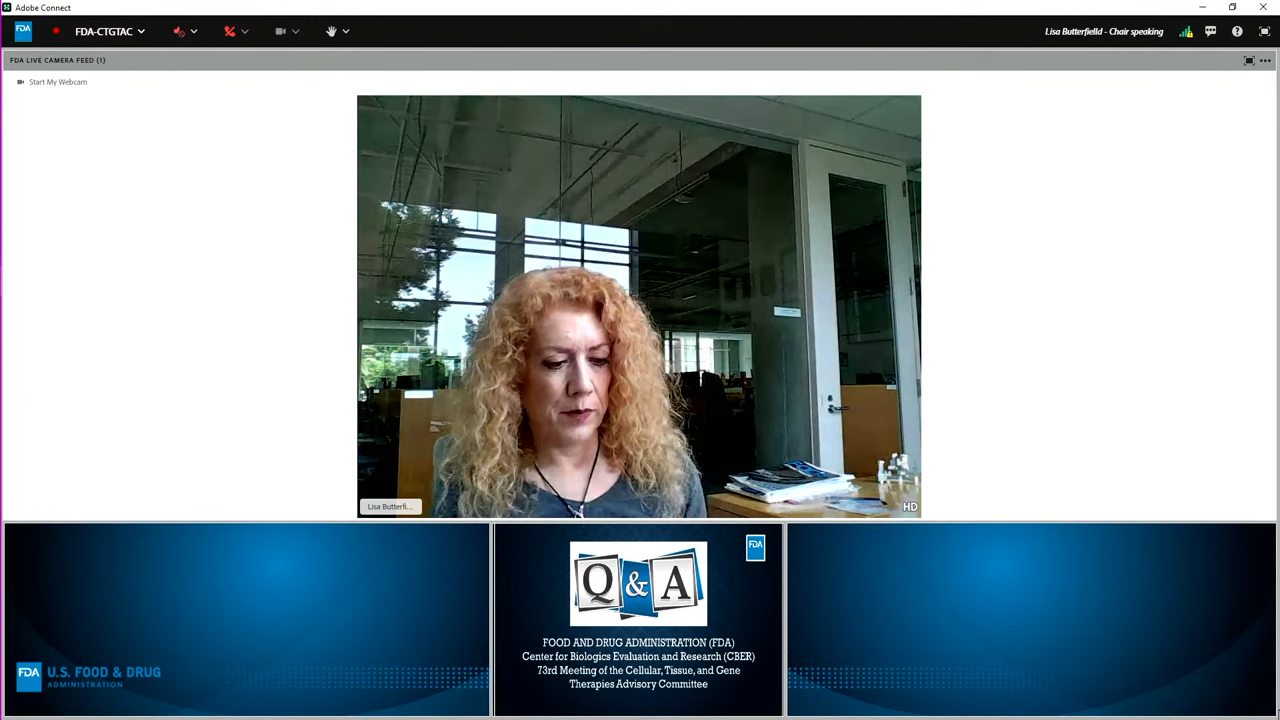 Adobe Connect
FDA
FDA-CTGTAC
Lisa Butterfield - Chair speaking
FDA LIVE CAMERA FEED (1)
Start My Webcam
Lisa Butterfi...
HD
FDA
Q&A
FOOD AND DRUG ADMINISTRATION (FDA)
Center for Biologics Evaluation and Research (CBER)
73rd Meeting of the Cellular, Tissue, and Gene
Therapies Advisory Committee
FDA
U.S. FOOD & DRUG
ADMINISTRATION